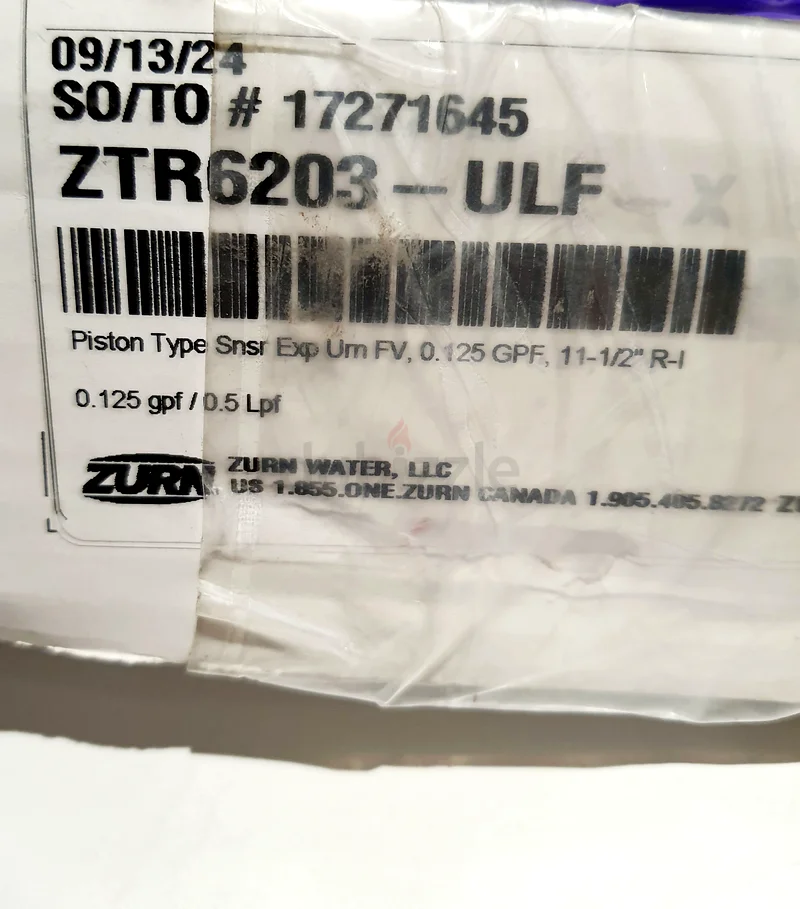 09/13/24
SO/TO # 17271645
ZTR6203 - ULF - X
Piston Type Snsr Exp Urn FV, 0.125 GPF, 11-1/2" R-I
0.125 gpf / 0.5 Lpf
ZURN
ZURN WATER, LLC
US 1.855.ONE.ZURN CANADA 1.905.405.8272
dubizzle